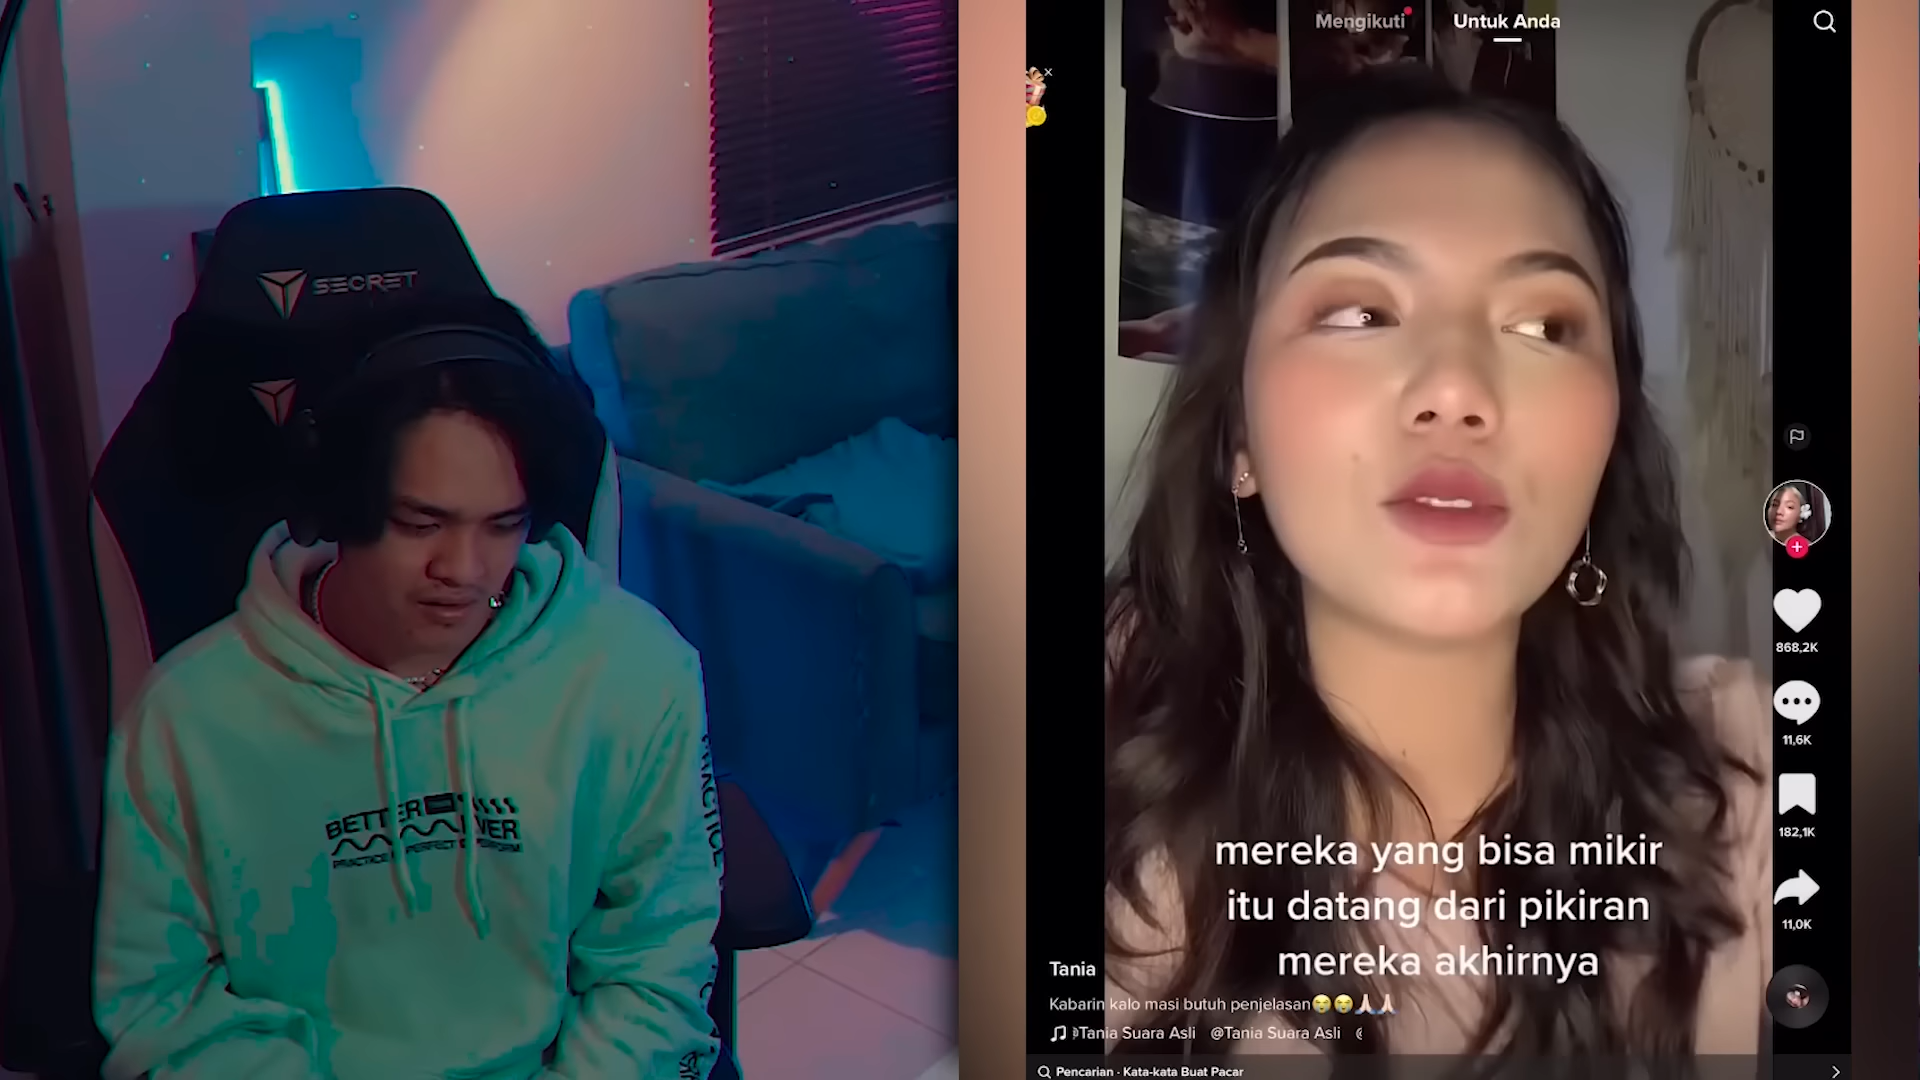 SECRET
BETTER
EVER
Mengikuti
Untuk Anda
868,2K
11,6K
182,1K
11,0K
mereka yang bisa mikir
itu datang dari pikiran
mereka akhirnya
Tania
Kabarin kalo masi butuh penjelasan😭😭🙏🏻🙏🏻
Tania Suara Asli @Tania Suara Asli
Pencarian · Kata-kata Buat Pacar